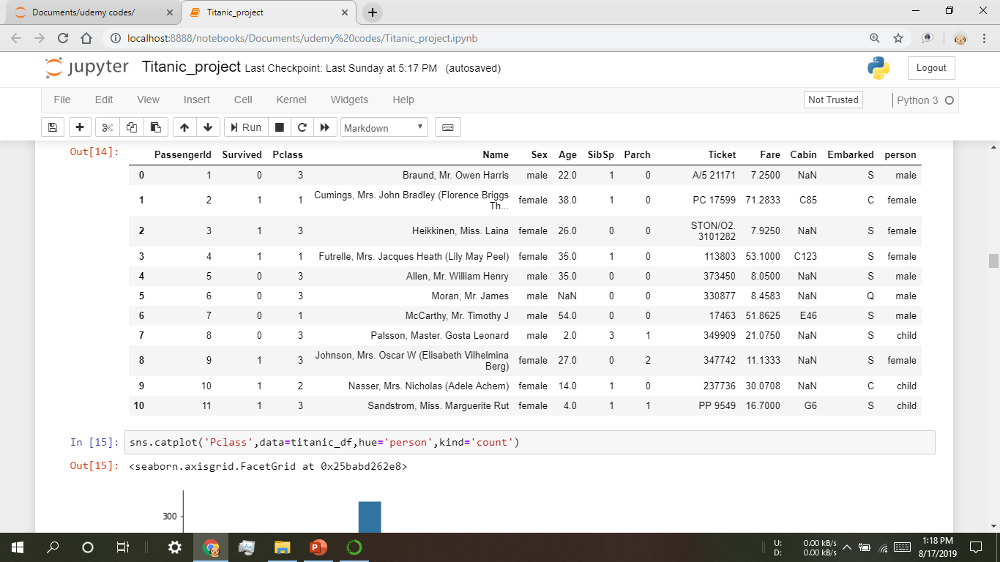 Documents/udemy codes/
Titanic_project
localhost:8888/notebooks/Documents/udemy%20codes/Titanic_project.ipynb
jupyter Titanic_project Last Checkpoint: Last Sunday at 5:17 PM (autosaved)
Logout
File Edit View Insert Cell Kernel Widgets Help
Not Trusted
Python 3
Run
Markdown
Out[14]:
PassengerId Survived Pclass Name Sex Age SibSp Parch Ticket Fare Cabin Embarked person
0 1 0 3 Braund, Mr. Owen Harris male 22.0 1 0 A/5 21171 7.2500 NaN S male
1 2 1 1 Cumings, Mrs. John Bradley (Florence Briggs
Th... female 38.0 1 0 PC 17599 71.2833 C85 C female
2 3 1 3 Heikkinen, Miss. Laina female 26.0 0 0 STON/O2.
3101282 7.9250 NaN S female
3 4 1 1 Futrelle, Mrs. Jacques Heath (Lily May Peel) female 35.0 1 0 113803 53.1000 C123 S female
4 5 0 3 Allen, Mr. William Henry male 35.0 0 0 373450 8.0500 NaN S male
5 6 0 3 Moran, Mr. James male NaN 0 0 330877 8.4583 NaN Q male
6 7 0 1 McCarthy, Mr. Timothy J male 54.0 0 0 17463 51.8625 E46 S male
7 8 0 3 Palsson, Master. Gosta Leonard male 2.0 3 1 349909 21.0750 NaN S child
8 9 1 3 Johnson, Mrs. Oscar W (Elisabeth Vilhelmina
Berg) female 27.0 0 2 347742 11.1333 NaN S female
9 10 1 2 Nasser, Mrs. Nicholas (Adele Achem) female 14.0 1 0 237736 30.0708 NaN C child
10 11 1 3 Sandstrom, Miss. Marguerite Rut female 4.0 1 1 PP 9549 16.7000 G6 S child
In [15]: sns.catplot('Pclass',data=titanic_df,hue='person',kind='count')
Out[15]: <seaborn.axisgrid.FacetGrid at 0x25babd262e8>
300
U: 0.00 kB/s
D: 0.00 kB/s
1:18 PM
8/17/2019